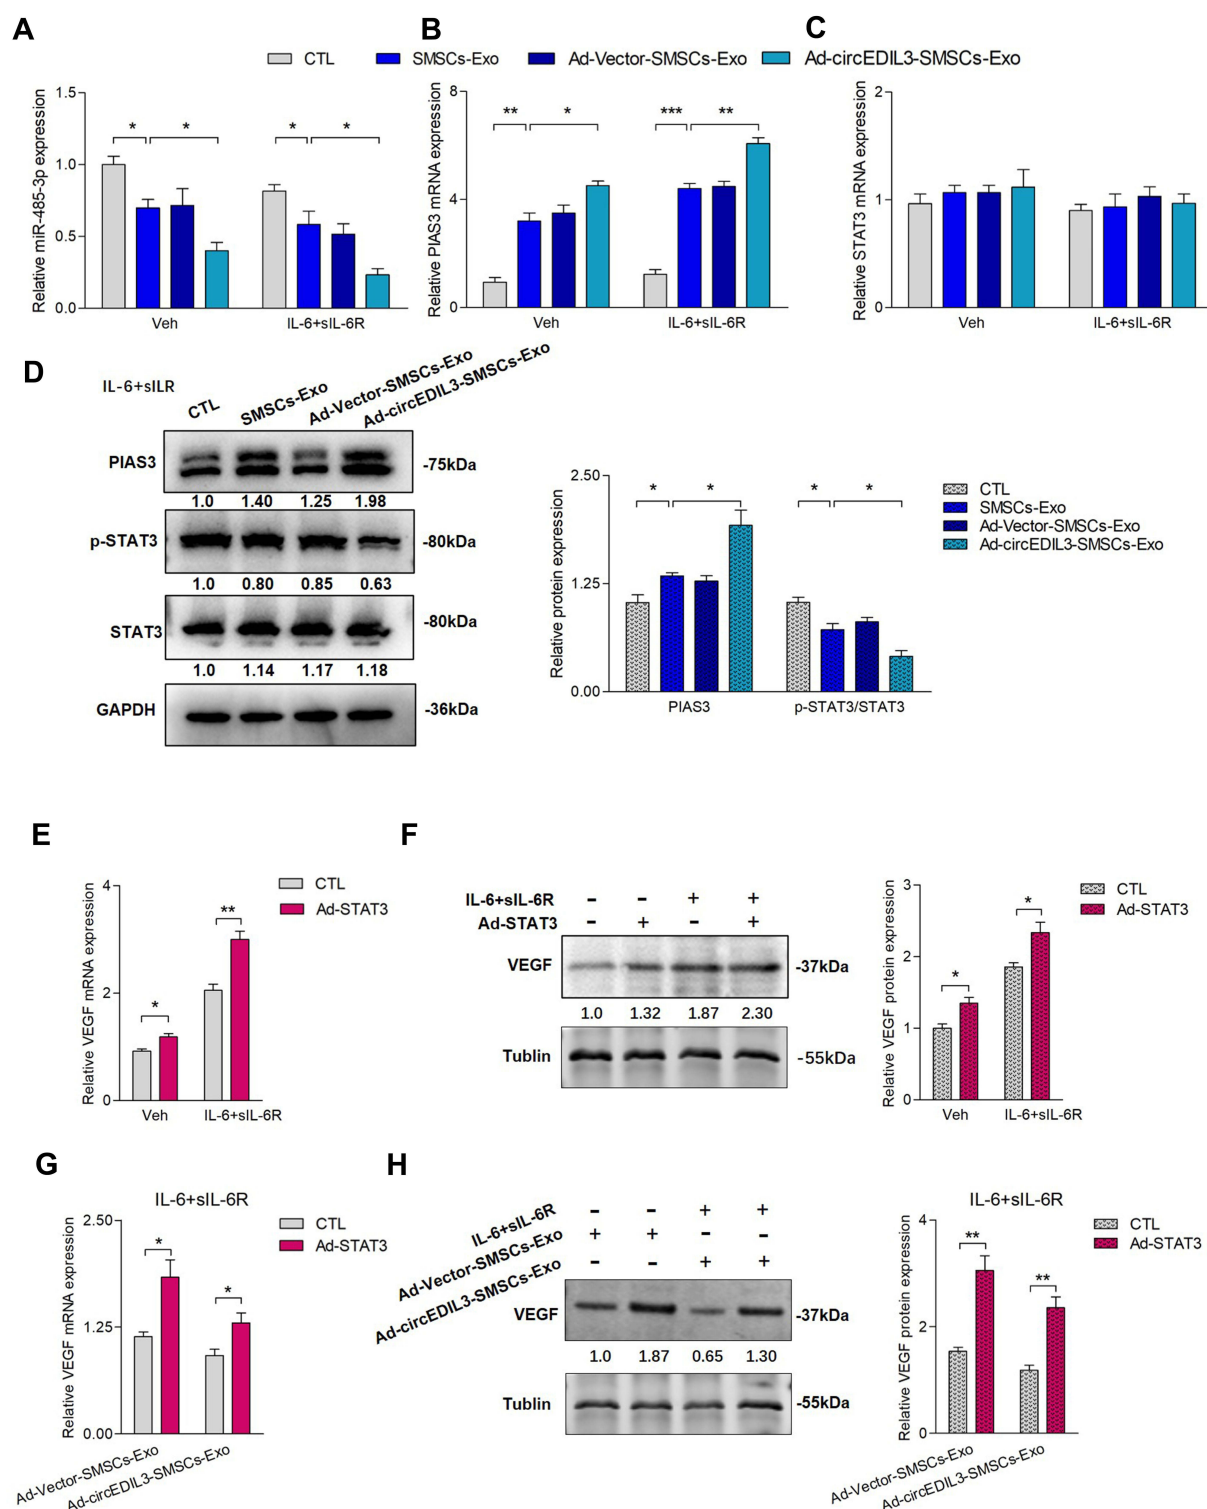 A
B
C
CTL
SMSCs-Exo
Ad-Vector-SMSCs-Exo
Ad-circEDIL3-SMSCs-Exo
Relative miR-485-3p expression
1.5
1.0
0.5
0.0
* * * *
Veh
IL-6+sIL-6R
Relative PIAS3 mRNA expression
8
4
0
** * *** **
Veh
IL-6+sIL-6R
Relative STAT3 mRNA expression
2
1
0
Veh
IL-6+sIL-6R
D
IL-6+sILR
CTL
SMSCs-Exo
Ad-Vector-SMSCs-Exo
Ad-circEDIL3-SMSCs-Exo
PIAS3
-75kDa
1.0 1.40 1.25 1.98
p-STAT3
-80kDa
1.0 0.80 0.85 0.63
STAT3
-80kDa
1.0 1.14 1.17 1.18
GAPDH
-36kDa
Relative protein expression
2.50
1.25
0.00
* * * *
PIAS3
p-STAT3/STAT3
CTL
SMSCs-Exo
Ad-Vector-SMSCs-Exo
Ad-circEDIL3-SMSCs-Exo
E
Relative VEGF mRNA expression
4
2
0
* **
Veh
IL-6+sIL-6R
CTL
Ad-STAT3
F
IL-6+sIL-6R - - + +
Ad-STAT3 - + - +
VEGF
-37kDa
1.0 1.32 1.87 2.30
Tublin
-55kDa
Relative VEGF protein expression
3
2
1
0
* *
Veh
IL-6+sIL-6R
CTL
Ad-STAT3
G
IL-6+sIL-6R
Relative VEGF mRNA expression
2.50
1.25
0.00
* *
Ad-Vector-SMSCs-Exo
Ad-circEDIL3-SMSCs-Exo
CTL
Ad-STAT3
H
IL-6+sIL-6R - - + +
Ad-Vector-SMSCs-Exo + + - -
Ad-circEDIL3-SMSCs-Exo - - + +
VEGF
-37kDa
1.0 1.87 0.65 1.30
Tublin
-55kDa
IL-6+sIL-6R
Relative VEGF protein expression
4
2
0
** **
Ad-Vector-SMSCs-Exo
Ad-circEDIL3-SMSCs-Exo
CTL
Ad-STAT3